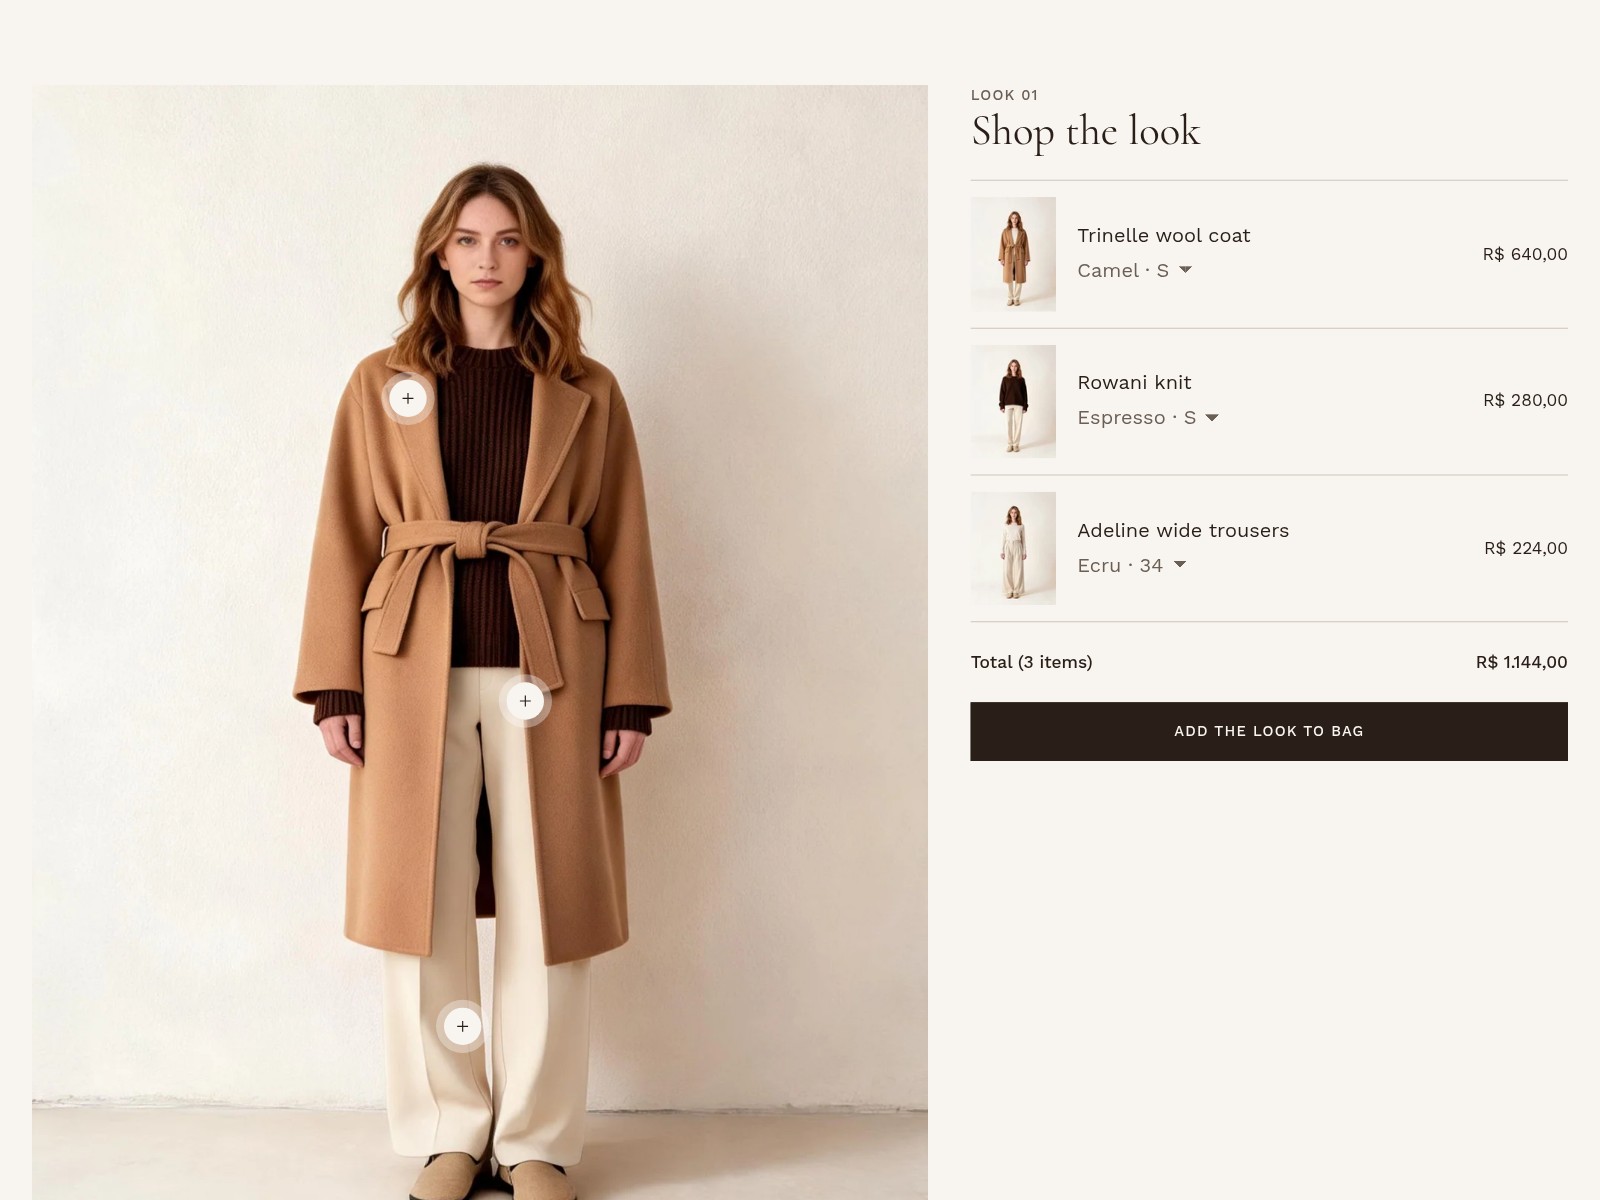 LOOK 01
Shop the look
Trinelle wool coat
Camel · S
R$ 640,00
Rowani knit
Espresso · S
R$ 280,00
Adeline wide trousers
Ecru · 34
R$ 224,00
Total (3 items)
R$ 1.144,00
ADD THE LOOK TO BAG